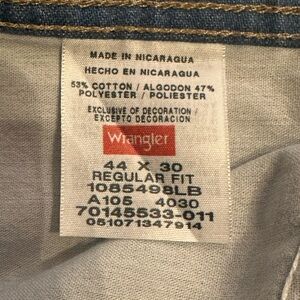 MADE IN NICARAGUA
HECHO EN NICARAGUA
53% COTTON / ALGODON 47%
POLYESTER / POLIESTER
EXCLUSIVE OF DECORATION /
EXCEPTO DECORACION
Wrangler
44 X 30
REGULAR FIT
1085498LB
A105 4030
70145533-011
051071347914